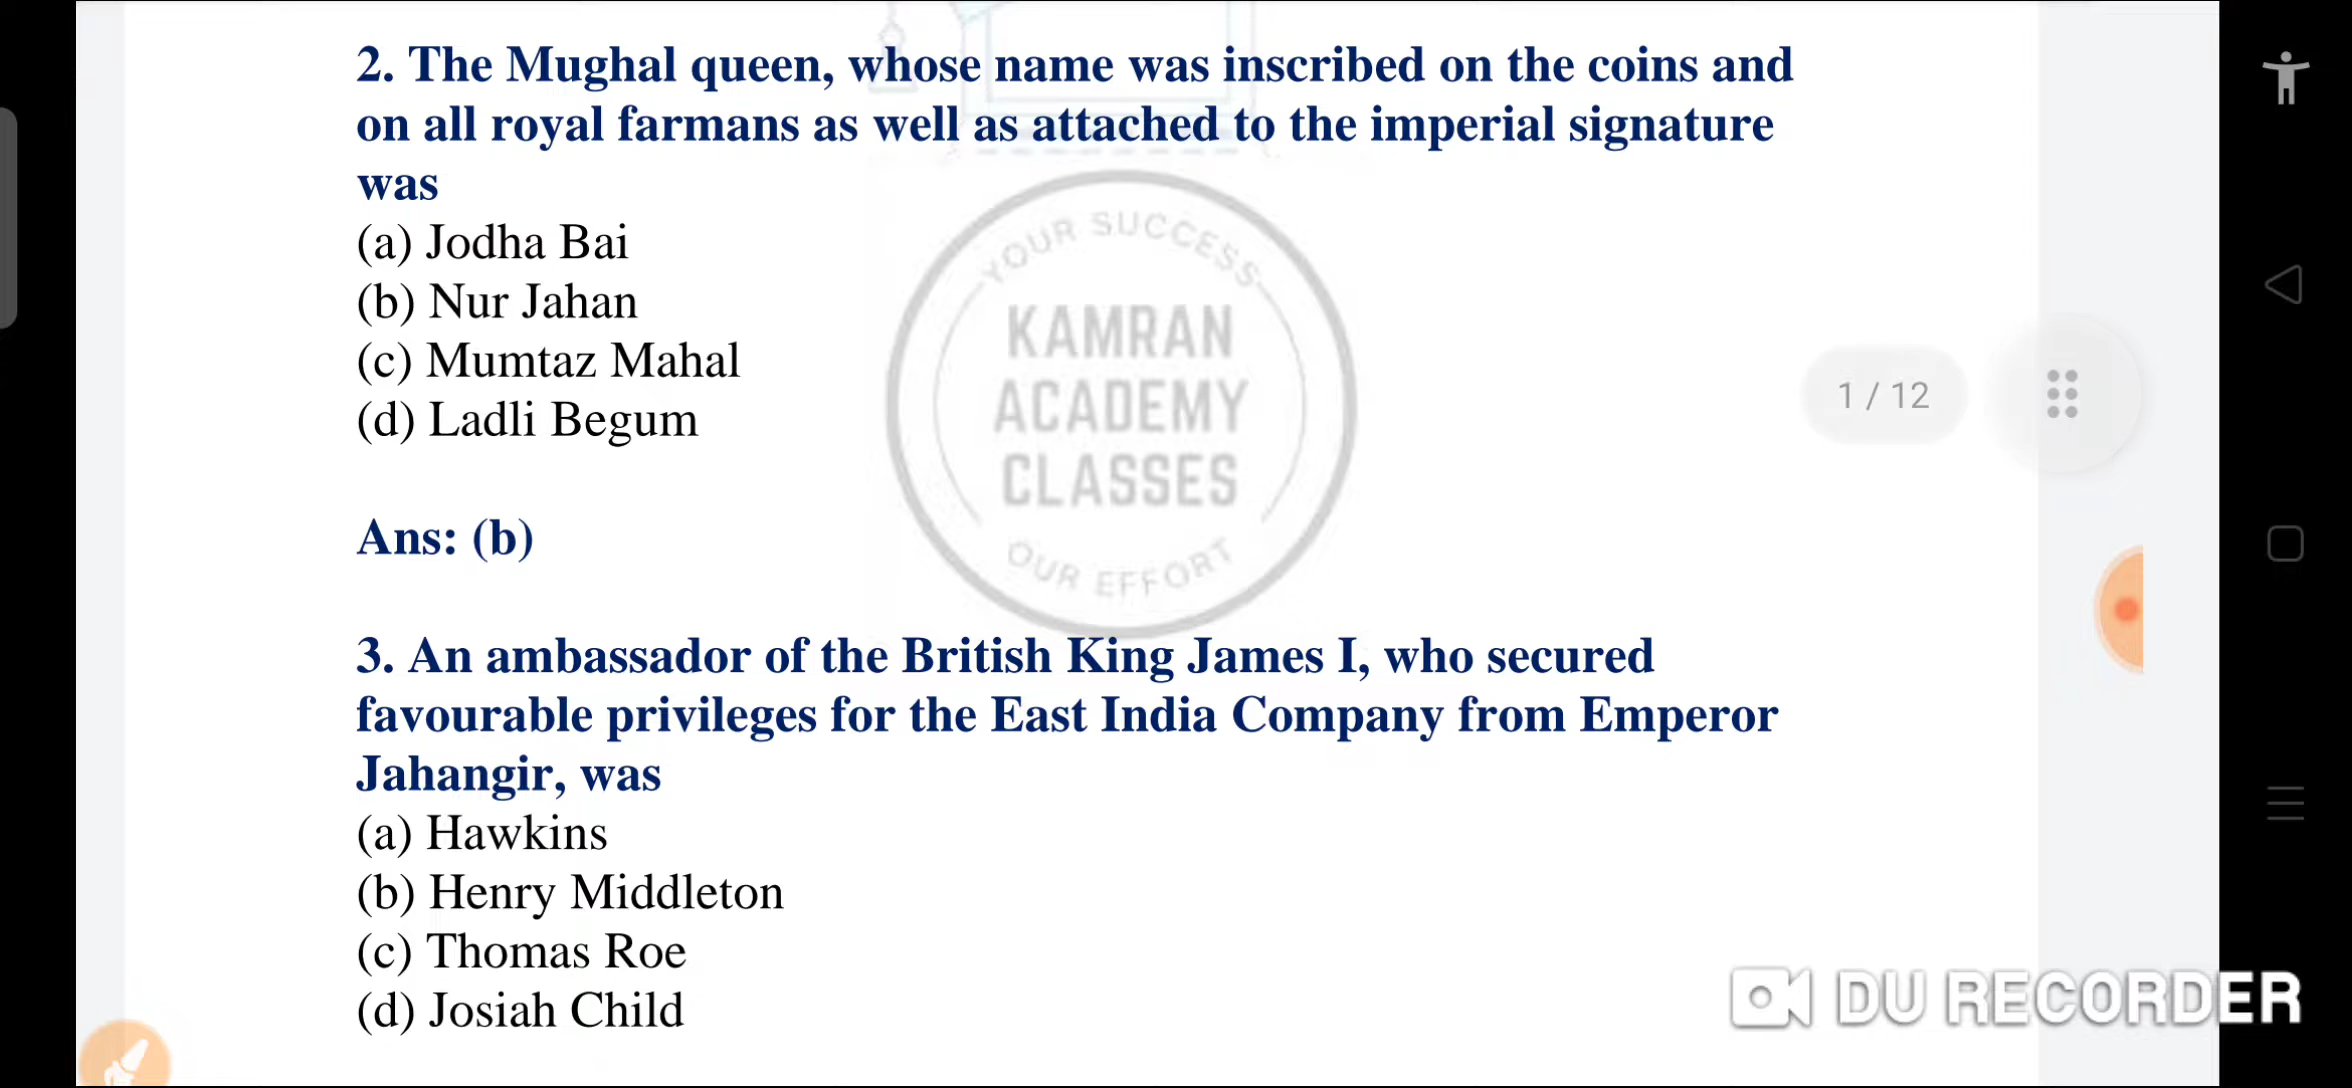 2. The Mughal queen, whose name was inscribed on the coins and
on all royal farmans as well as attached to the imperial signature
was
(a) Jodha Bai
(b) Nur Jahan
(c) Mumtaz Mahal
(d) Ladli Begum
YOUR SUCCESS
KAMRAN
ACADEMY
CLASSES
OUR EFFORT
1 / 12
Ans: (b)
3. An ambassador of the British King James I, who secured
favourable privileges for the East India Company from Emperor
Jahangir, was
(a) Hawkins
(b) Henry Middleton
(c) Thomas Roe
(d) Josiah Child
DU RECORDER